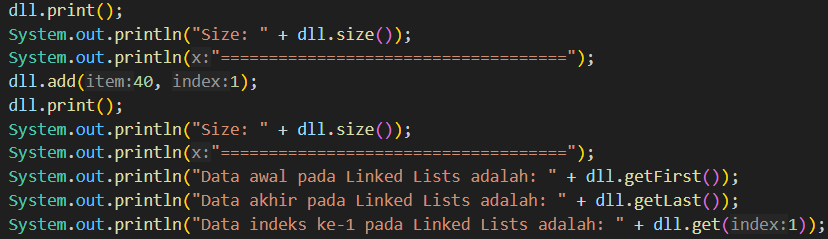 dll.print();
System.out.println("Size: " + dll.size());
System.out.println(x:"====================================");
dll.add(item:40, index:1);
dll.print();
System.out.println("Size: " + dll.size());
System.out.println(x:"====================================");
System.out.println("Data awal pada Linked Lists adalah: " + dll.getFirst());
System.out.println("Data akhir pada Linked Lists adalah: " + dll.getLast());
System.out.println("Data indeks ke-1 pada Linked Lists adalah: " + dll.get(index:1));